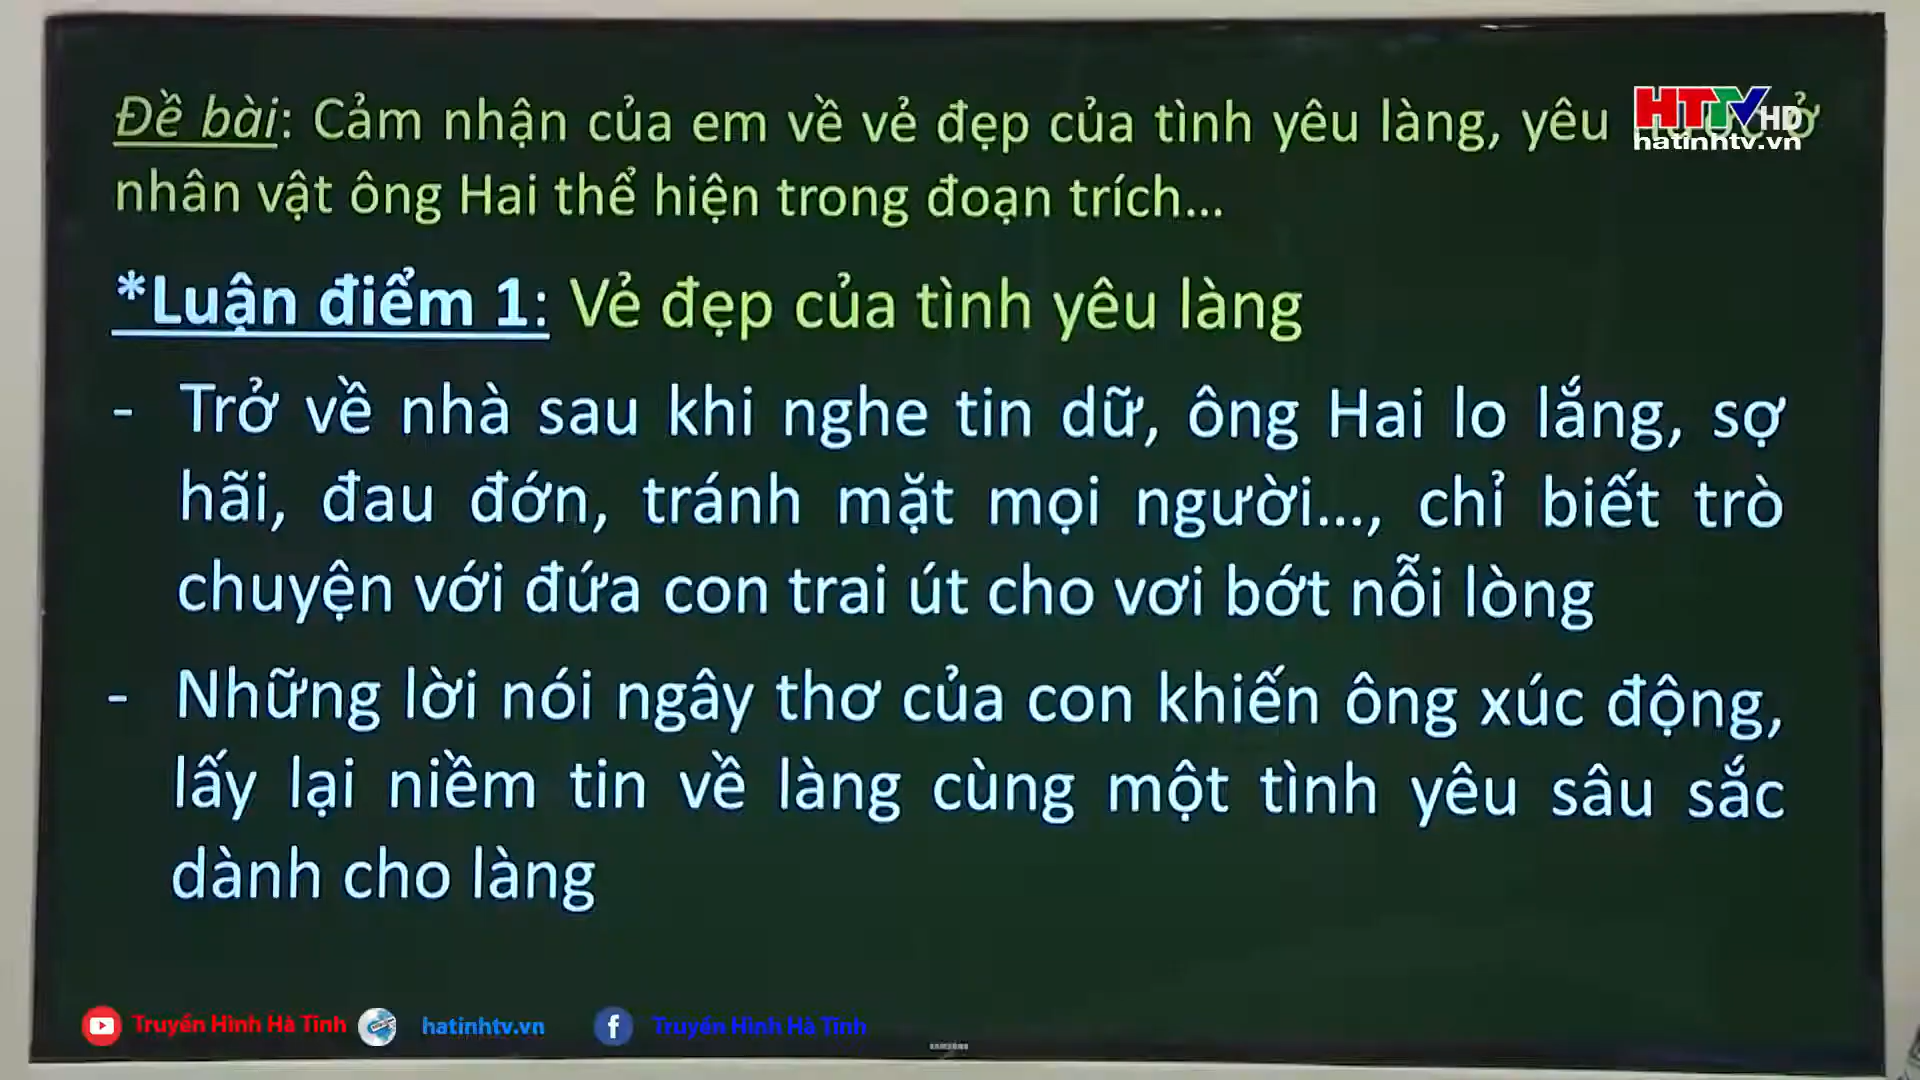 Đề bài: Cảm nhận của em về vẻ đẹp của tình yêu làng, yêu ở
HTTV HD
hatinhtv.vn
nhân vật ông Hai thể hiện trong đoạn trích...
*Luận điểm 1: Vẻ đẹp của tình yêu làng
- Trở về nhà sau khi nghe tin dữ, ông Hai lo lắng, sợ
hãi, đau đớn, tránh mặt mọi người..., chỉ biết trò
chuyện với đứa con trai út cho vơi bớt nỗi lòng
- Những lời nói ngây thơ của con khiến ông xúc động,
lấy lại niềm tin về làng cùng một tình yêu sâu sắc
dành cho làng
Truyền Hình Hà Tĩnh hatinhtv.vn Truyền Hình Hà Tĩnh
SAMSUNG